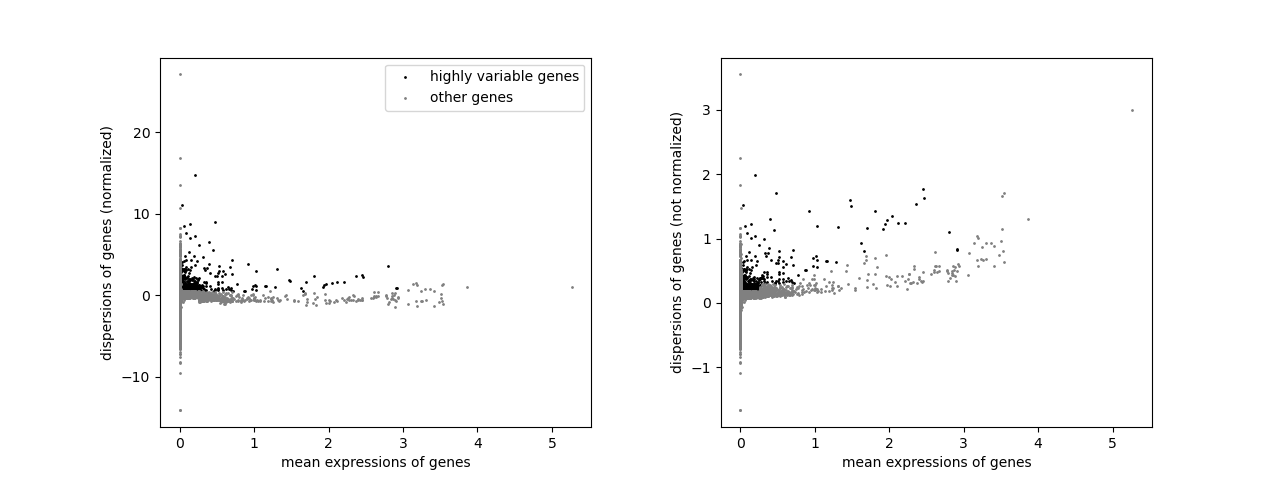 highly variable genes
other genes
dispersions of genes (normalized)
20
10
0
−10
0 1 2 3 4 5
mean expressions of genes
dispersions of genes (not normalized)
3
2
1
0
−1
0 1 2 3 4 5
mean expressions of genes